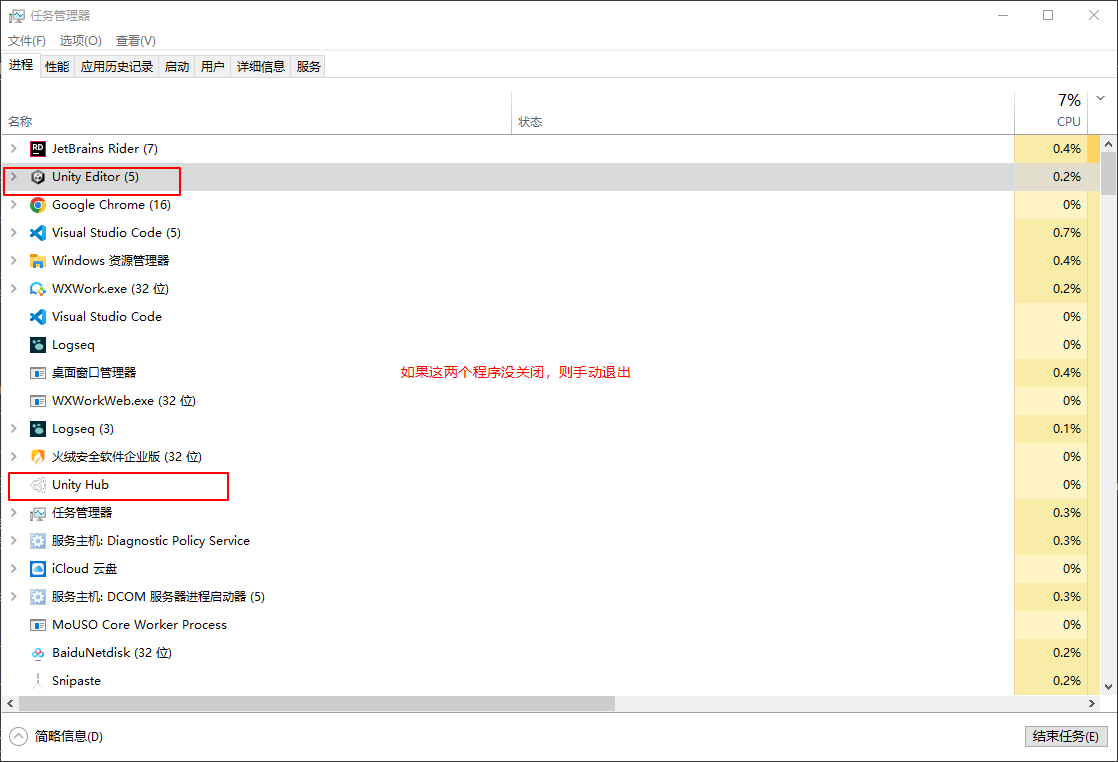 任务管理器
文件(F) 选项(O) 查看(V)
进程 性能 应用历史记录 启动 用户 详细信息 服务
7%
名称 状态 CPU
JetBrains Rider (7) 0.4%
Unity Editor (5) 0.2%
Google Chrome (16) 0%
Visual Studio Code (5) 0.7%
Windows 资源管理器 0.4%
WXWork.exe (32 位) 0.2%
Visual Studio Code 0%
Logseq 0%
桌面窗口管理器 如果这两个程序没关闭，则手动退出 0.4%
WXWorkWeb.exe (32 位) 0%
Logseq (3) 0.1%
火绒安全软件企业版 (32 位) 0%
Unity Hub 0%
任务管理器 0.3%
服务主机: Diagnostic Policy Service 0.3%
iCloud 云盘 0%
服务主机: DCOM 服务器进程启动器 (5) 0.3%
MoUSO Core Worker Process 0%
BaiduNetdisk (32 位) 0.2%
Snipaste 0.2%
简略信息(D) 结束任务(E)